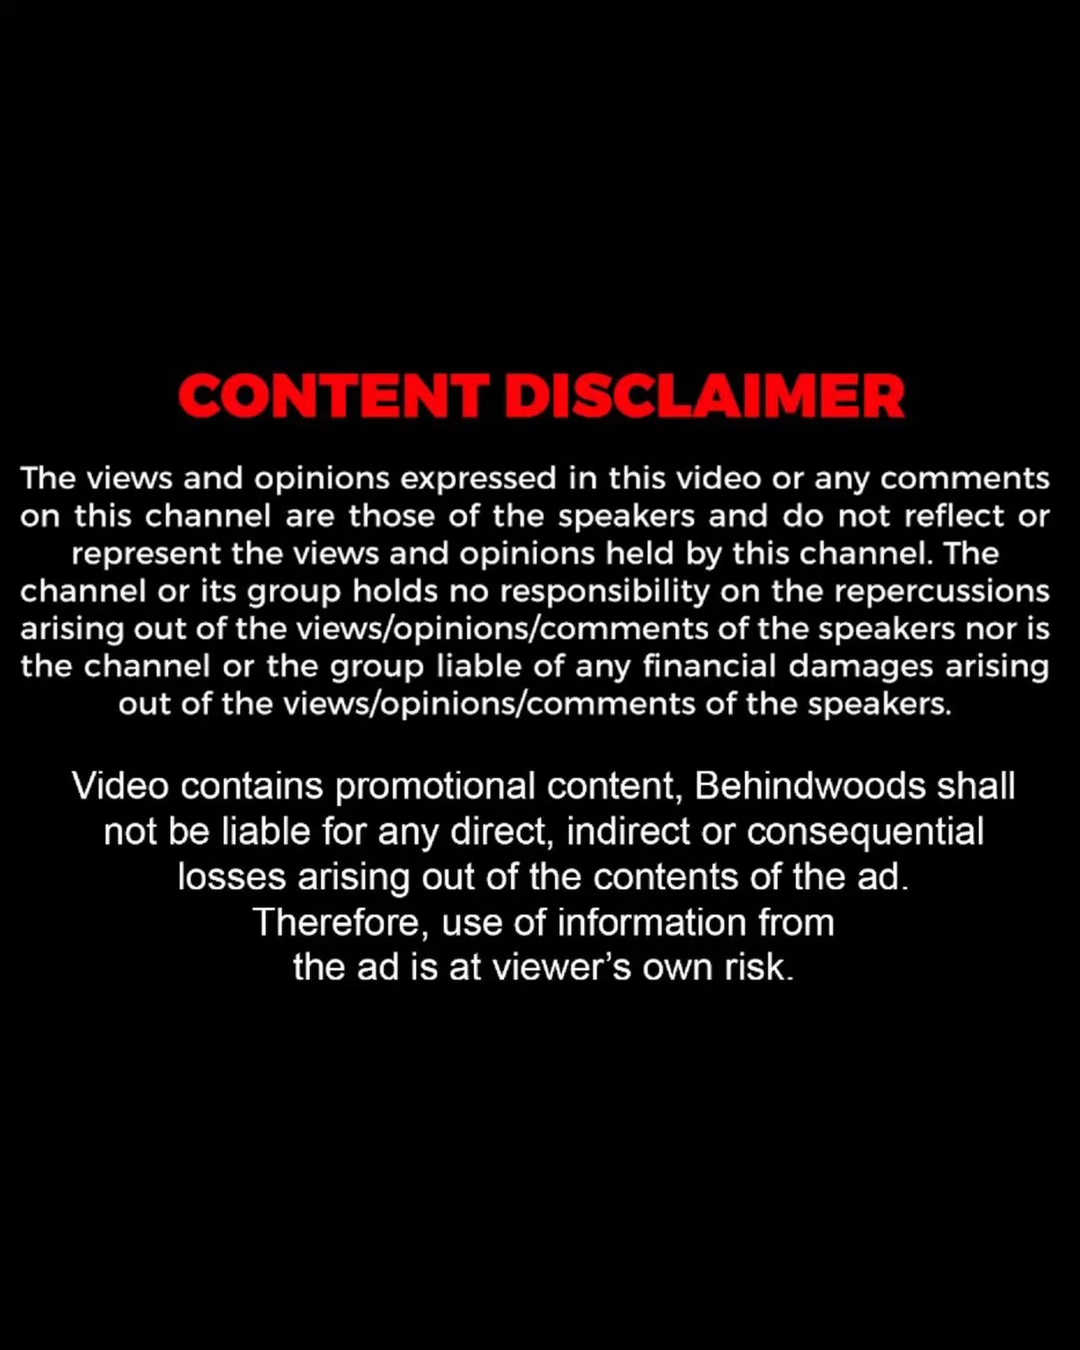 CONTENT DISCLAIMER
The views and opinions expressed in this video or any comments
on this channel are those of the speakers and do not reflect or
represent the views and opinions held by this channel. The
channel or its group holds no responsibility on the repercussions
arising out of the views/opinions/comments of the speakers nor is
the channel or the group liable of any financial damages arising
out of the views/opinions/comments of the speakers.
Video contains promotional content, Behindwoods shall
not be liable for any direct, indirect or consequential
losses arising out of the contents of the ad.
Therefore, use of information from
the ad is at viewer’s own risk.